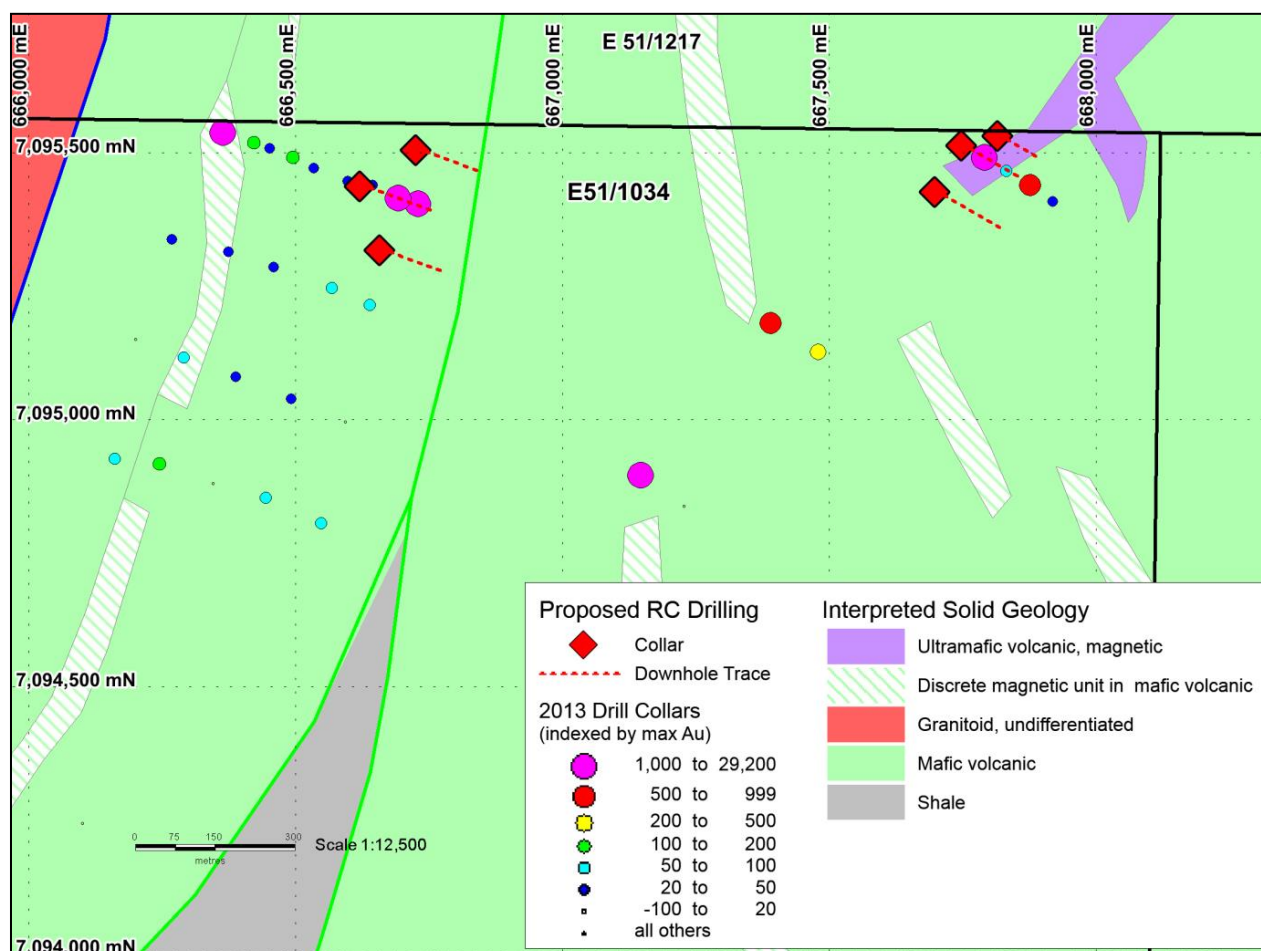 666,000 mE
666,500 mE
667,000 mE
667,500 mE
668,000 mE
E 51/1217
7,095,500 mN
E51/1034
7,095,000 mN
7,094,500 mN
7,094,000 mN
0 75 150 300
metres
Scale 1:12,500
Proposed RC Drilling
Collar
Downhole Trace
2013 Drill Collars
(indexed by max Au)
1,000 to 29,200
500 to 999
200 to 500
100 to 200
50 to 100
20 to 50
-100 to 20
all others
Interpreted Solid Geology
Ultramafic volcanic, magnetic
Discrete magnetic unit in mafic volcanic
Granitoid, undifferentiated
Mafic volcanic
Shale